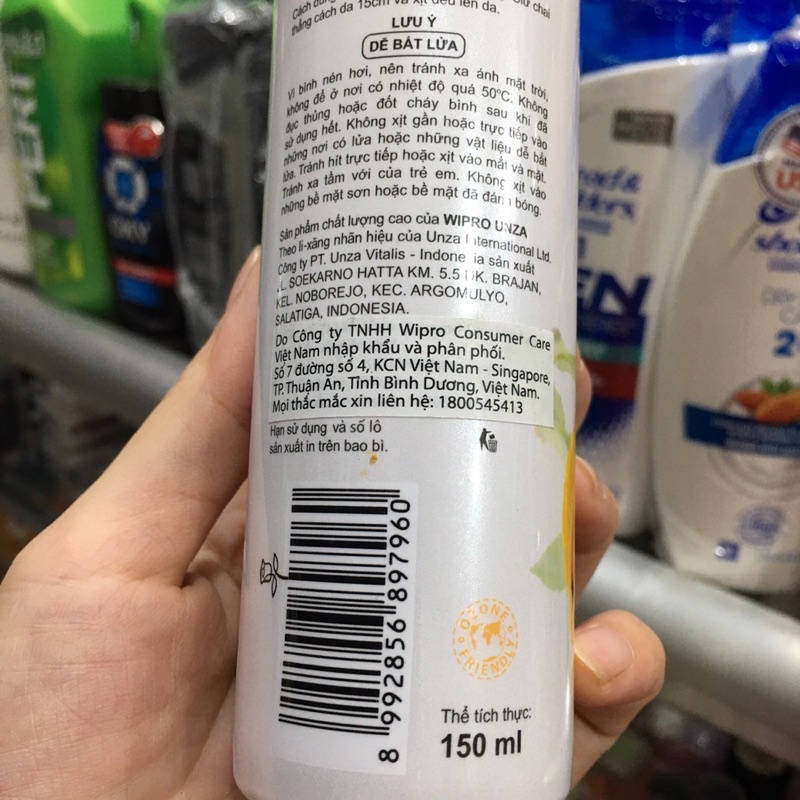 thẳng cách da 15cm và xịt đều lên da.
LƯU Ý
DỄ BẮT LỬA
Vì bình nén hơi, nên tránh xa ánh mặt trời,
không để ở nơi có nhiệt độ quá 50°C. Không
đục thủng hoặc đốt cháy bình sau khi đã
sử dụng hết. Không xịt gần hoặc trực tiếp vào
những nơi có lửa hoặc những vật liệu dễ bắt
lửa. Tránh hít trực tiếp hoặc xịt vào mắt và mặt.
Tránh xa tầm với của trẻ em. Không xịt vào
những bề mặt sơn hoặc bề mặt đã đánh bóng.
Sản phẩm chất lượng cao của WIPRO UNZA
Theo li-xăng nhãn hiệu của Unza International Ltd.
Công ty PT. Unza Vitalis - Indonesia sản xuất
JL. SOEKARNO HATTA KM. 5.5 DK, BRAJAN,
KEL. NOBOREJO, KEC. ARGOMULYO,
SALATIGA, INDONESIA.
Do Công ty TNHH Wipro Consumer Care
Việt Nam nhập khẩu và phân phối.
Số 7 đường số 4, KCN Việt Nam - Singapore,
TP. Thuận An, Tỉnh Bình Dương, Việt Nam.
Mọi thắc mắc xin liên hệ: 1800545413
Hạn sử dụng và số lô
sản xuất in trên bao bì.
8 992856 897960
OZONE FRIENDLY
Thể tích thực:
150 ml
PERT